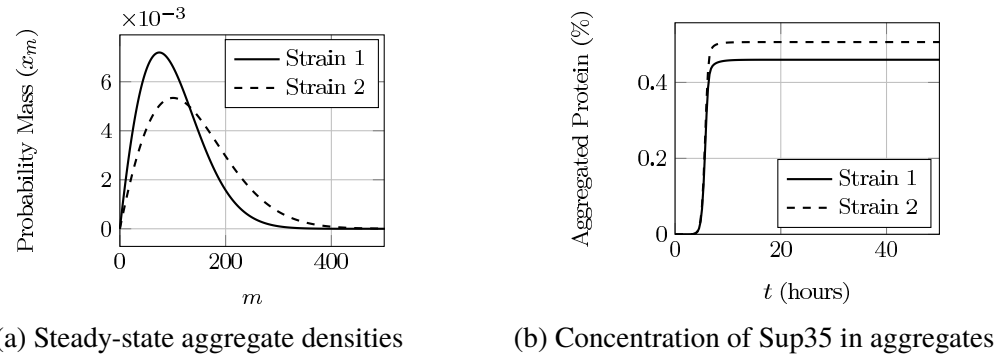 ×10⁻³
Probability Mass (xₘ)
6
4
2
0
0
200
400
m
Strain 1
Strain 2
a) Steady-state aggregate densities
Aggregated Protein (%)
0.4
0.2
0
0
20
40
t (hours)
Strain 1
Strain 2
(b) Concentration of Sup35 in aggregates